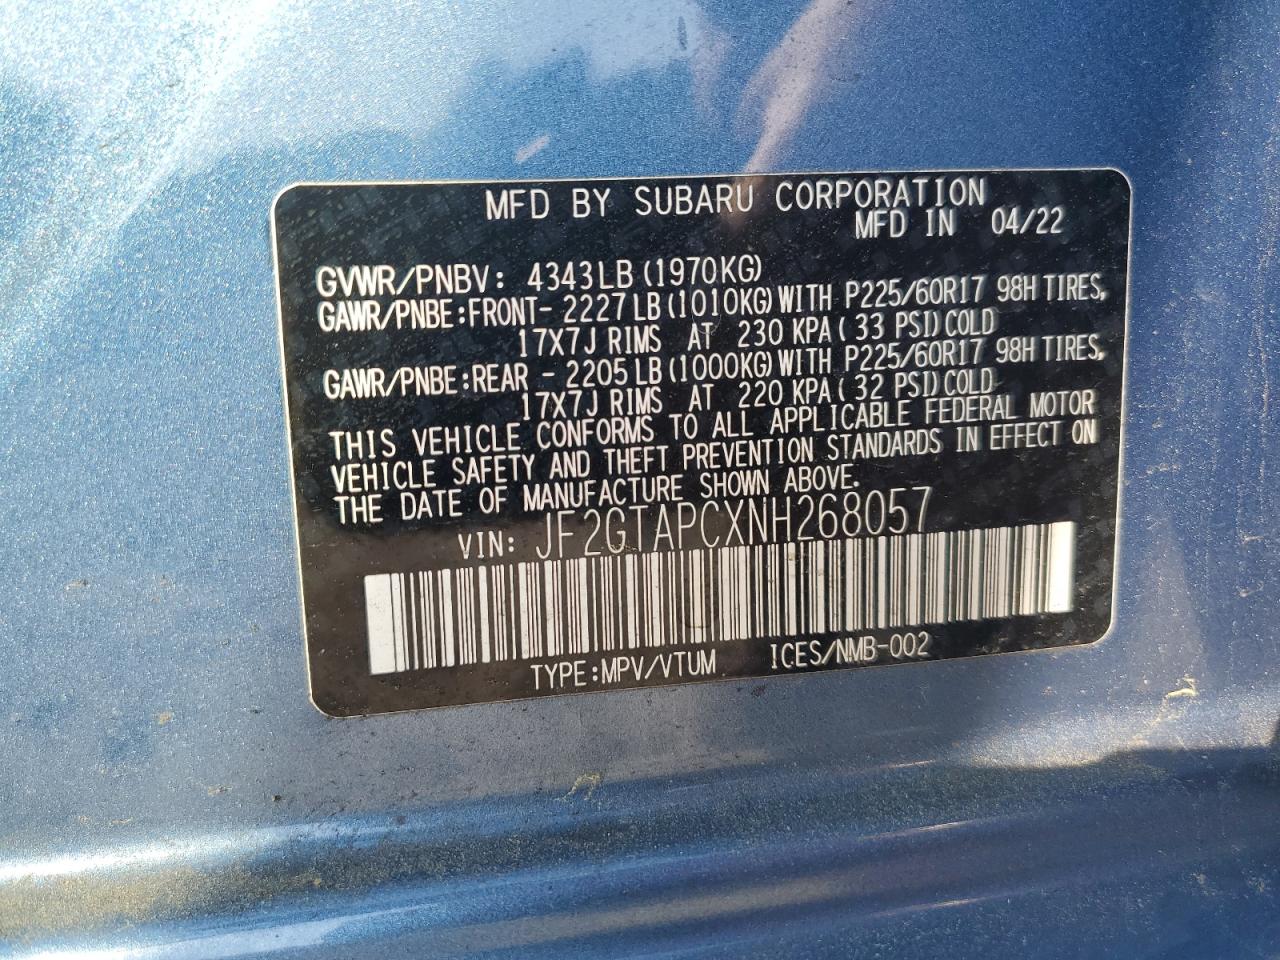 MFD BY SUBARU CORPORATION
MFD IN 04/22
GVWR/PNBV: 4343LB(1970KG)
GAWR/PNBE:FRONT- 2227LB(1010KG)WITH P225/60R17 98H TIRES,
17X7J RIMS AT 230 KPA( 33 PSI)COLD
GAWR/PNBE:REAR - 2205LB(1000KG)WITH P225/60R17 98H TIRES,
17X7J RIMS AT 220 KPA( 32 PSI)COLD
THIS VEHICLE CONFORMS TO ALL APPLICABLE FEDERAL MOTOR
VEHICLE SAFETY AND THEFT PREVENTION STANDARDS IN EFFECT ON
THE DATE OF MANUFACTURE SHOWN ABOVE.
VIN: JF2GTAPCXNH268057
TYPE:MPV/VTUM ICES/NMB-002